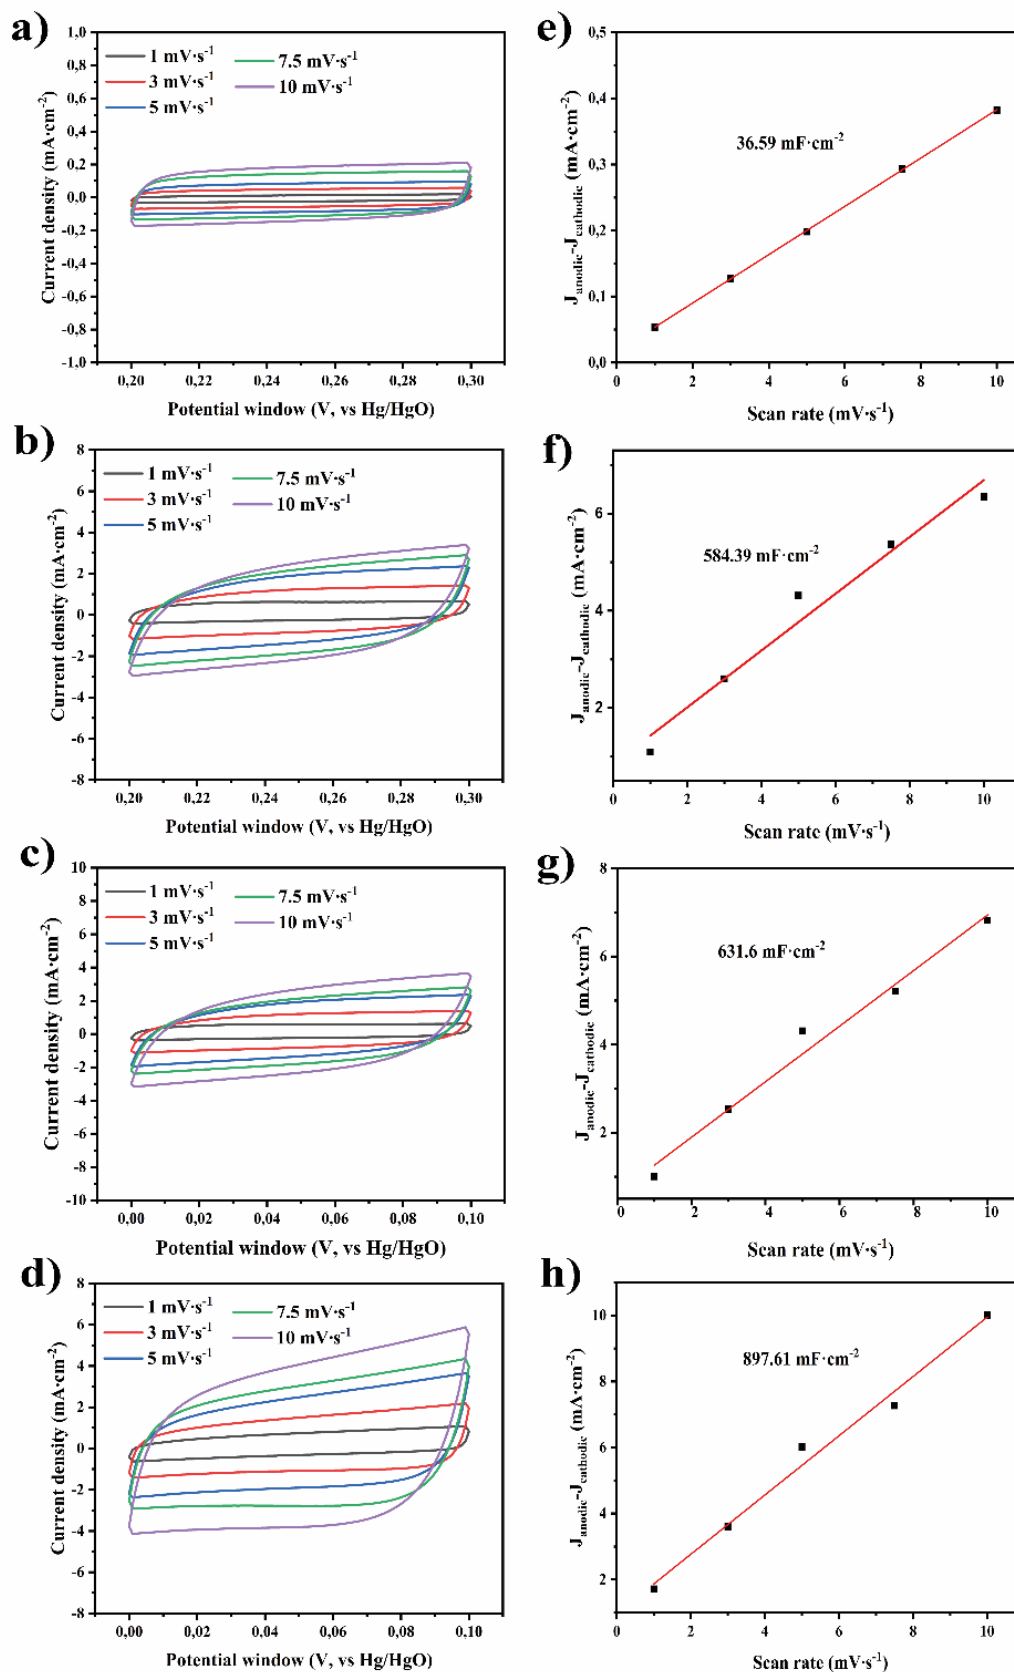 a)
1,0
0,8
0,6
0,4
0,2
0,0
-0,2
-0,4
-0,6
-0,8
-1,0
Current density (mA·cm⁻²)
1 mV·s⁻¹
3 mV·s⁻¹
5 mV·s⁻¹
7.5 mV·s⁻¹
10 mV·s⁻¹
0,20 0,22 0,24 0,26 0,28 0,30
Potential window (V, vs Hg/HgO)
e)
0,5
0,4
0,3
0,2
0,1
0,0
J_anodic-J_cathodic (mA·cm⁻²)
36.59 mF·cm⁻²
0 2 4 6 8 10
Scan rate (mV·s⁻¹)
b)
8
6
4
2
0
-2
-4
-6
-8
Current density (mA·cm⁻²)
1 mV·s⁻¹
3 mV·s⁻¹
5 mV·s⁻¹
7.5 mV·s⁻¹
10 mV·s⁻¹
0,20 0,22 0,24 0,26 0,28 0,30
Potential window (V, vs Hg/HgO)
f)
6
4
2
J_anodic-J_cathodic (mA·cm⁻²)
584.39 mF·cm⁻²
0 2 4 6 8 10
Scan rate (mV·s⁻¹)
c)
10
8
6
4
2
0
-2
-4
-6
-8
-10
Current density (mA·cm⁻²)
1 mV·s⁻¹
3 mV·s⁻¹
5 mV·s⁻¹
7.5 mV·s⁻¹
10 mV·s⁻¹
0,00 0,02 0,04 0,06 0,08 0,10
Potential window (V, vs Hg/HgO)
g)
8
6
4
2
J_anodic-J_cathodic (mA·cm⁻²)
631.6 mF·cm⁻²
0 2 4 6 8 10
Scan rate (mV·s⁻¹)
d)
8
6
4
2
0
-2
-4
-6
-8
Current density (mA·cm⁻²)
1 mV·s⁻¹
3 mV·s⁻¹
5 mV·s⁻¹
7.5 mV·s⁻¹
10 mV·s⁻¹
0,00 0,02 0,04 0,06 0,08 0,10
Potential window (V, vs Hg/HgO)
h)
10
8
6
4
2
J_anodic-J_cathodic (mA·cm⁻²)
897.61 mF·cm⁻²
0 2 4 6 8 10
Scan rate (mV·s⁻¹)